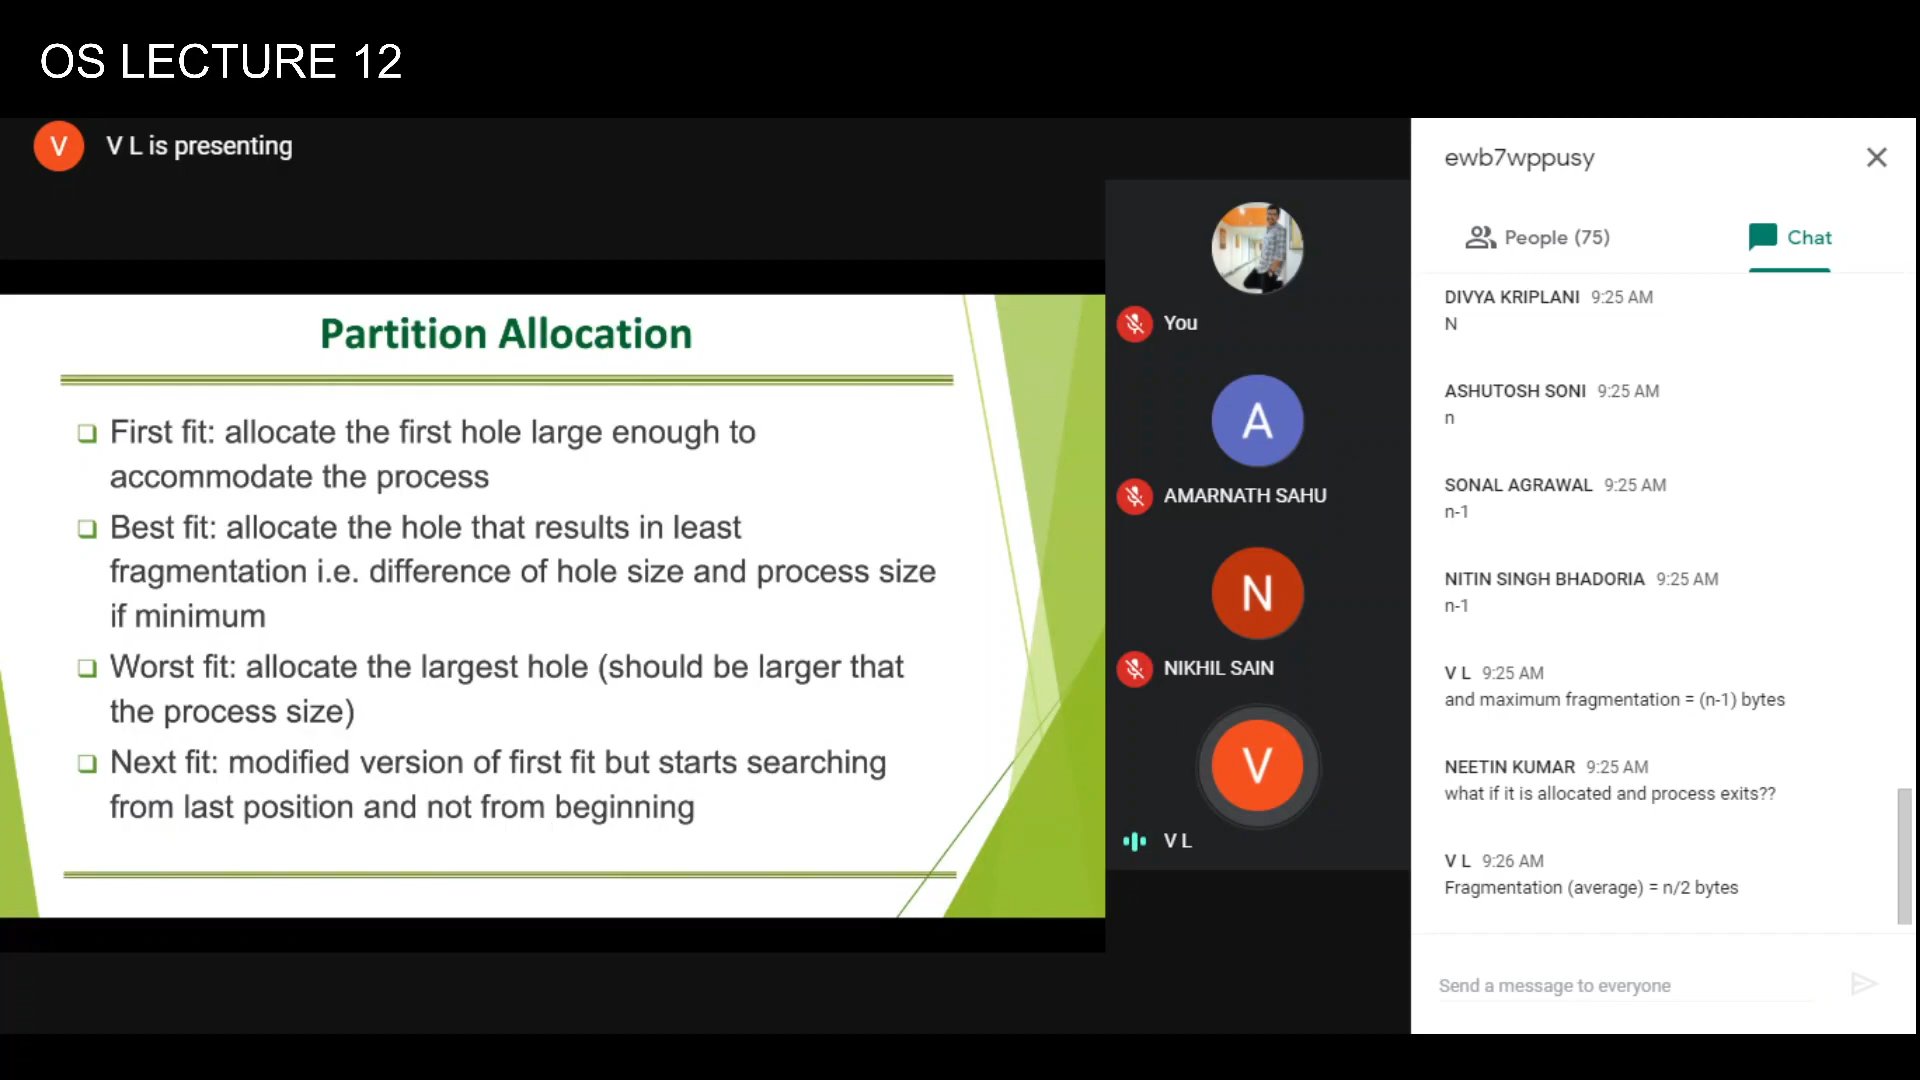 OS LECTURE 12
V
V L is presenting
Partition Allocation
First fit: allocate the first hole large enough to
accommodate the process
Best fit: allocate the hole that results in least
fragmentation i.e. difference of hole size and process size
if minimum
Worst fit: allocate the largest hole (should be larger that
the process size)
Next fit: modified version of first fit but starts searching
from last position and not from beginning
You
A
AMARNATH SAHU
N
NIKHIL SAIN
V
V L
ewb7wppusy
People (75)
Chat
DIVYA KRIPLANI 9:25 AM
N
ASHUTOSH SONI 9:25 AM
n
SONAL AGRAWAL 9:25 AM
n-1
NITIN SINGH BHADORIA 9:25 AM
n-1
V L 9:25 AM
and maximum fragmentation = (n-1) bytes
NEETIN KUMAR 9:25 AM
what if it is allocated and process exits??
V L 9:26 AM
Fragmentation (average) = n/2 bytes
Send a message to everyone